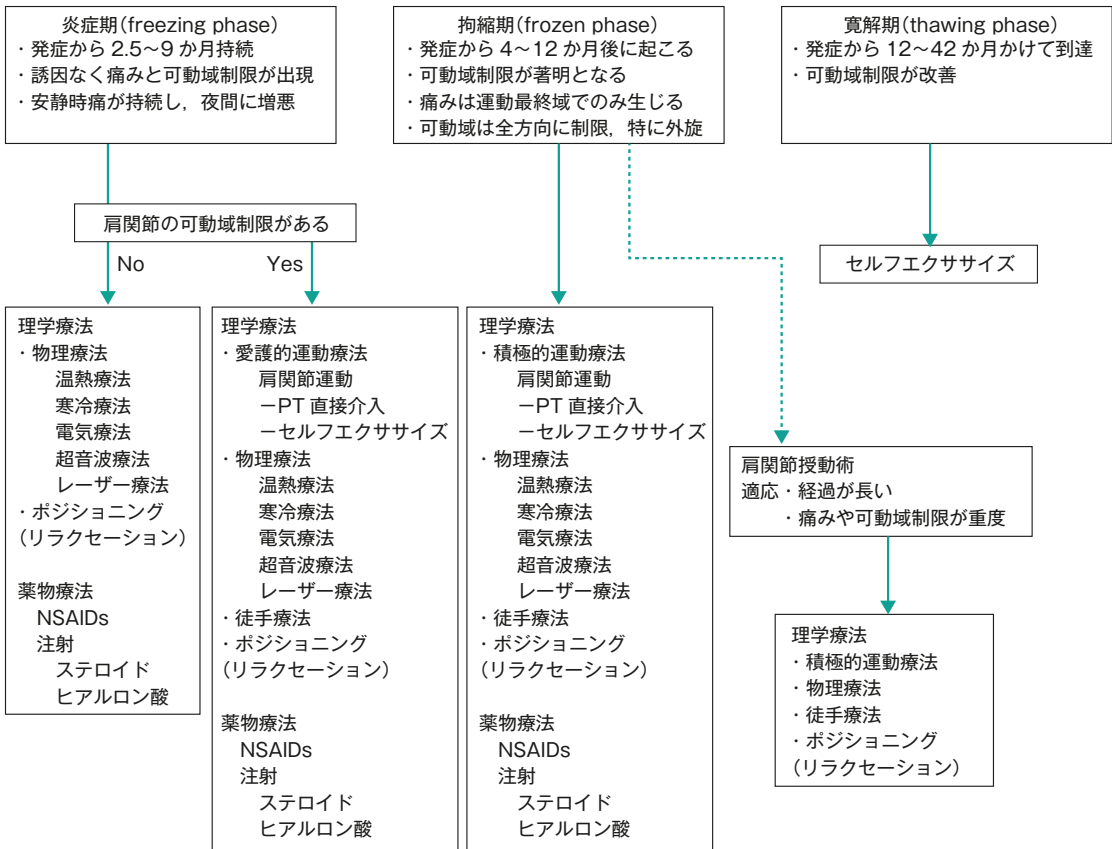 炎症期(freezing phase)
・発症から 2.5〜9 か月持続
・誘因なく痛みと可動域制限が出現
・安静時痛が持続し，夜間に増悪
拘縮期(frozen phase)
・発症から 4〜12 か月後に起こる
・可動域制限が著明となる
・痛みは運動最終域でのみ生じる
・可動域は全方向に制限，特に外旋
寛解期(thawing phase)
・発症から 12〜42 か月かけて到達
・可動域制限が改善
肩関節の可動域制限がある
No
Yes
セルフエクササイズ
理学療法
・物理療法
温熱療法
寒冷療法
電気療法
超音波療法
レーザー療法
・ポジショニング
(リラクセーション)
薬物療法
NSAIDs
注射
ステロイド
ヒアルロン酸
理学療法
・愛護的運動療法
肩関節運動
−PT 直接介入
−セルフエクササイズ
・物理療法
温熱療法
寒冷療法
電気療法
超音波療法
レーザー療法
・徒手療法
・ポジショニング
(リラクセーション)
薬物療法
NSAIDs
注射
ステロイド
ヒアルロン酸
理学療法
・積極的運動療法
肩関節運動
−PT 直接介入
−セルフエクササイズ
・物理療法
温熱療法
寒冷療法
電気療法
超音波療法
レーザー療法
・徒手療法
・ポジショニング
(リラクセーション)
薬物療法
NSAIDs
注射
ステロイド
ヒアルロン酸
肩関節授動術
適応・経過が長い
・痛みや可動域制限が重度
理学療法
・積極的運動療法
・物理療法
・徒手療法
・ポジショニング
(リラクセーション)